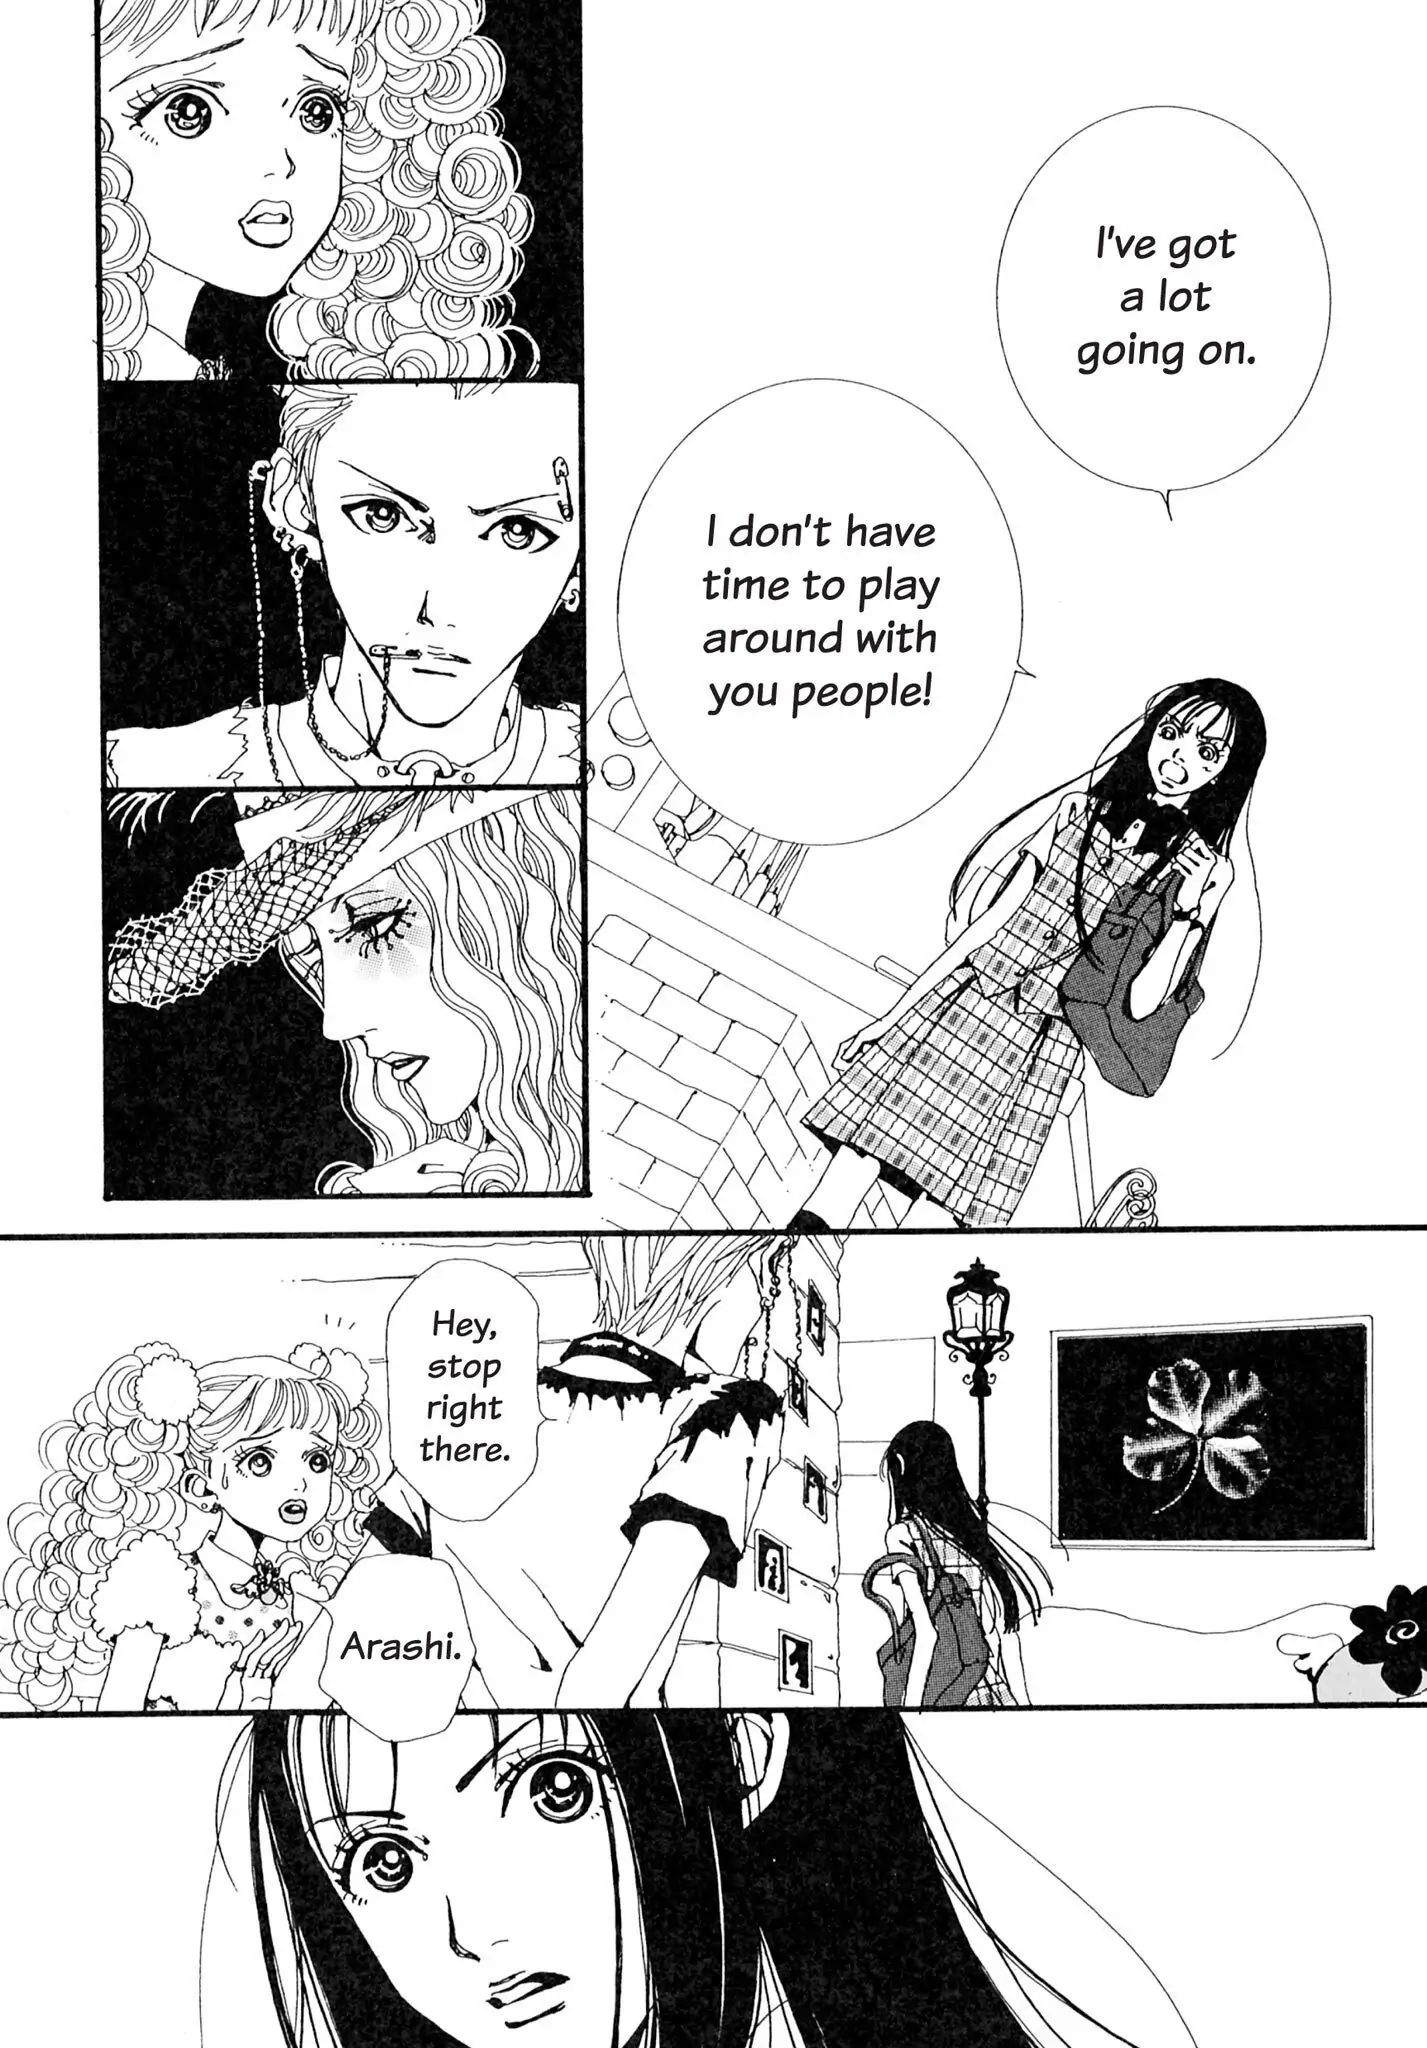 I've got
a lot
going on.
I don't have
time to play
around with
you people!
Hey,
stop
right
there.
Arashi.